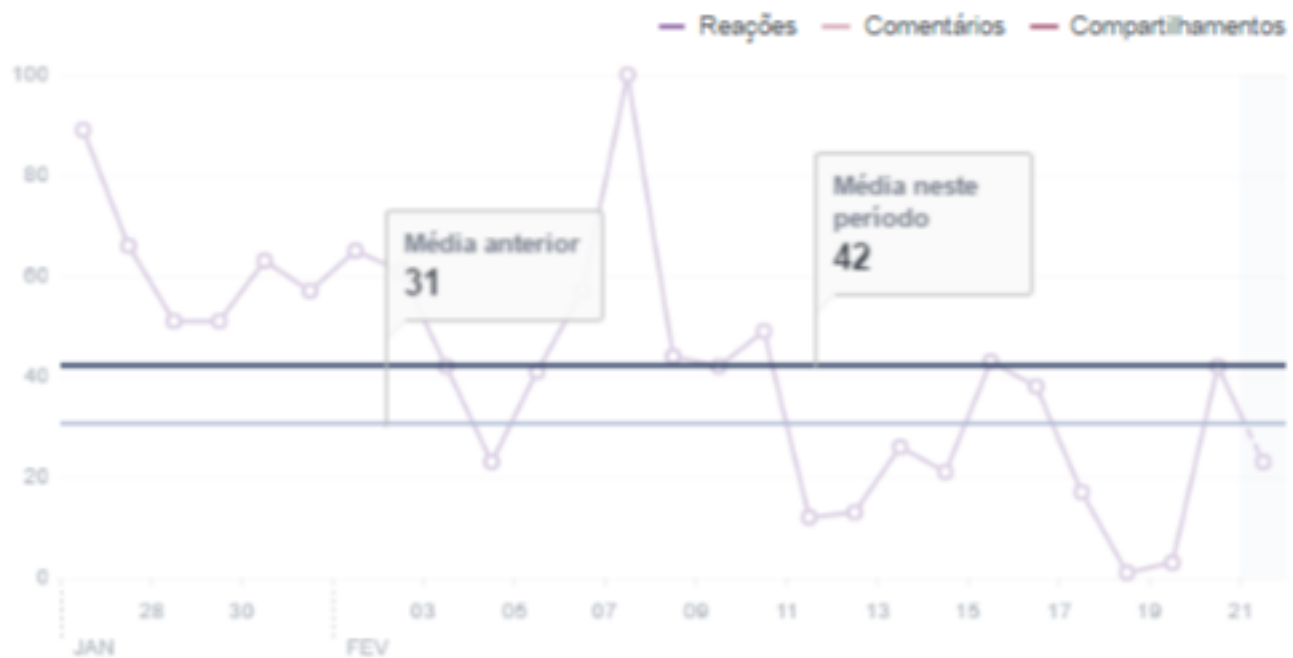 Reações Comentários Compartilhamentos
100
80
60
40
20
0
Média anterior
31
Média neste
período
42
28 30 03 05 07 09 11 13 15 17 19 21
JAN FEV